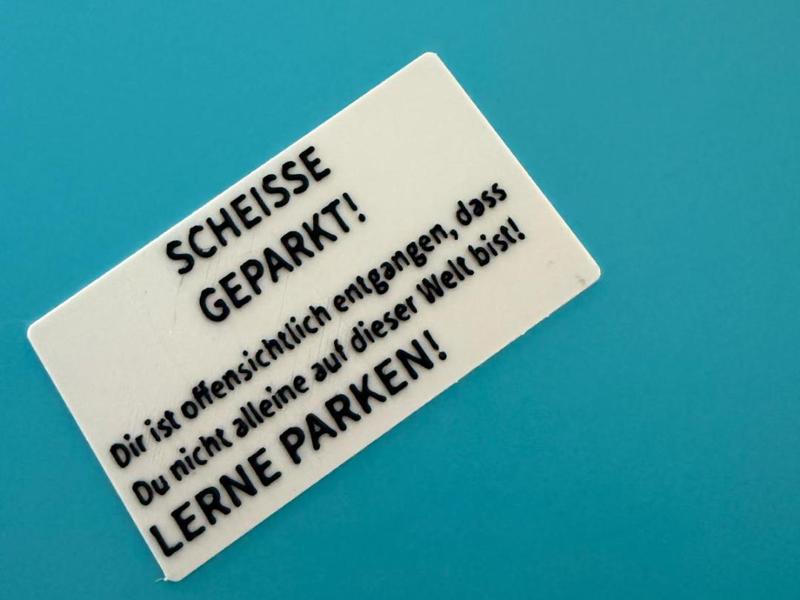 SCHEISSE
GEPARKT!
Dir ist offensichtlich entgangen, dass
Du nicht alleine auf dieser Welt bist!
LERNE PARKEN!